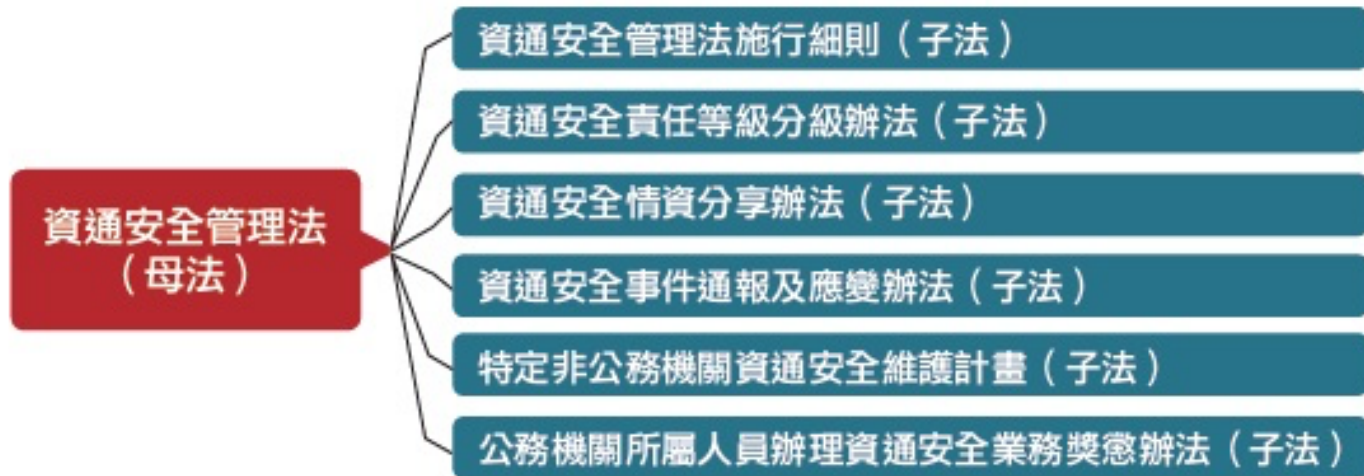 資通安全管理法
（母法）
資通安全管理法施行細則（子法）
資通安全責任等級分級辦法（子法）
資通安全情資分享辦法（子法）
資通安全事件通報及應變辦法（子法）
特定非公務機關資通安全維護計畫（子法）
公務機關所屬人員辦理資通安全業務獎懲辦法（子法）